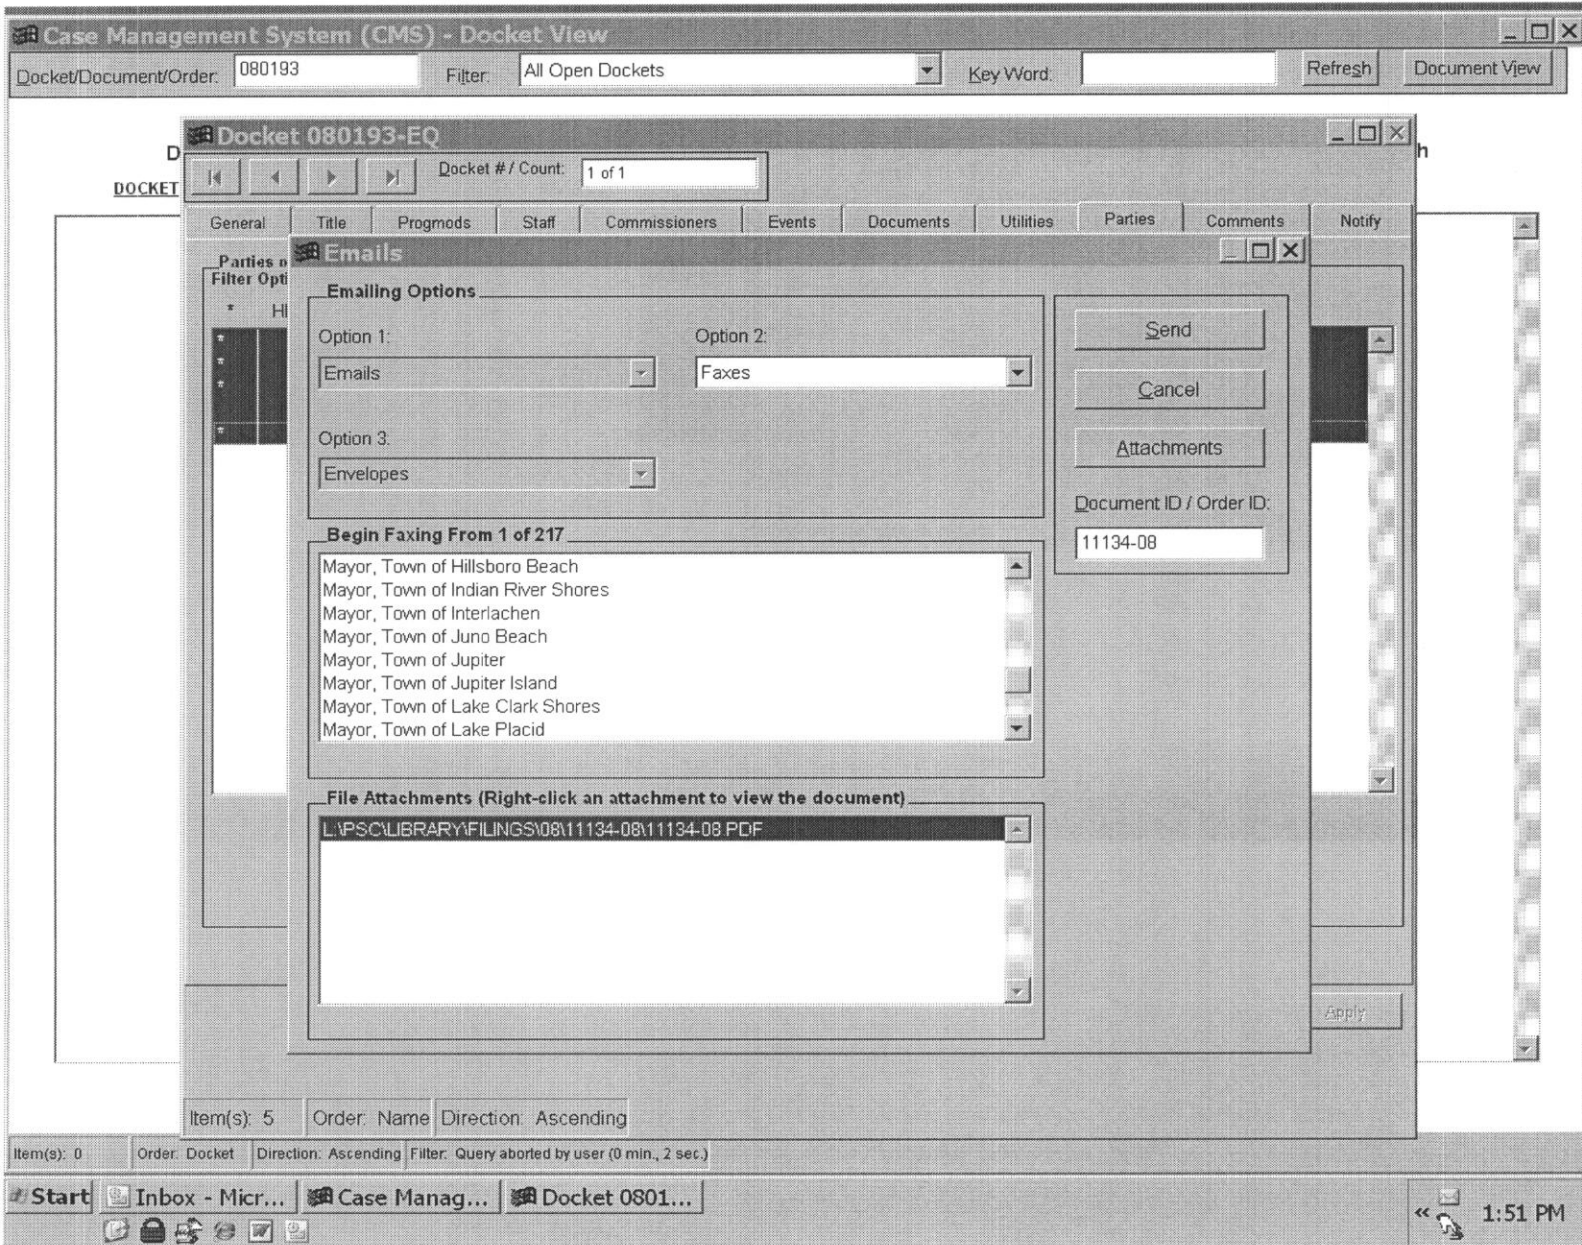 Case Management System (CMS) - Docket View
Docket/Document/Order: 080193 Filter: All Open Dockets Key Word: Refresh Document View
Docket 080193-EQ
D h
DOCKET
Docket # / Count: 1 of 1
General Title Progmods Staff Commissioners Events Documents Utilities Parties Comments Notify
Parties o
Filter Opti
* HI
*
*
*
*
Emails
Emailing Options
Option 1: Option 2:
Emails Faxes
Option 3.
Envelopes
Send
Cancel
Attachments
Document ID / Order ID:
11134-08
Begin Faxing From 1 of 217
Mayor, Town of Hillsboro Beach
Mayor, Town of Indian River Shores
Mayor, Town of Interlachen
Mayor, Town of Juno Beach
Mayor, Town of Jupiter
Mayor, Town of Jupiter Island
Mayor, Town of Lake Clark Shores
Mayor, Town of Lake Placid
File Attachments (Right-click an attachment to view the document)
L:\PSC\LIBRARY\FILINGS\08\11134-08\11134-08.PDF
Apply
Item(s): 5 Order: Name Direction: Ascending
Item(s): 0 Order: Docket Direction: Ascending Filter: Query aborted by user (0 min., 2 sec.)
Start Inbox - Micr... Case Manag... Docket 0801...
« 1:51 PM